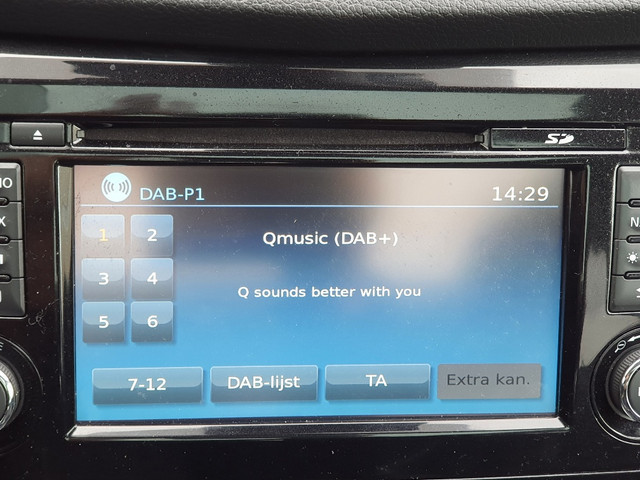 SD
DAB-P1 14:29
1 2
Qmusic (DAB+)
3 4
Q sounds better with you
5 6
7-12 DAB-lijst TA Extra kan.